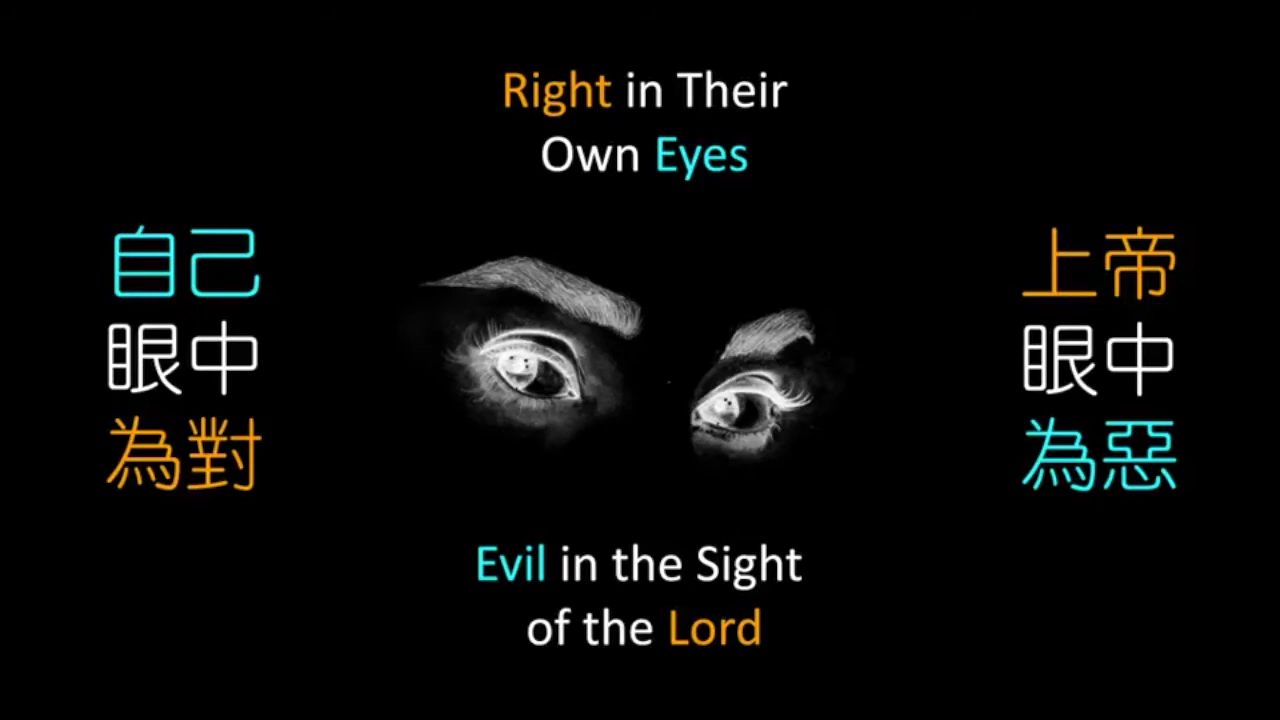 Right in Their
Own Eyes
自己
眼中
為對
上帝
眼中
為惡
Evil in the Sight
of the Lord